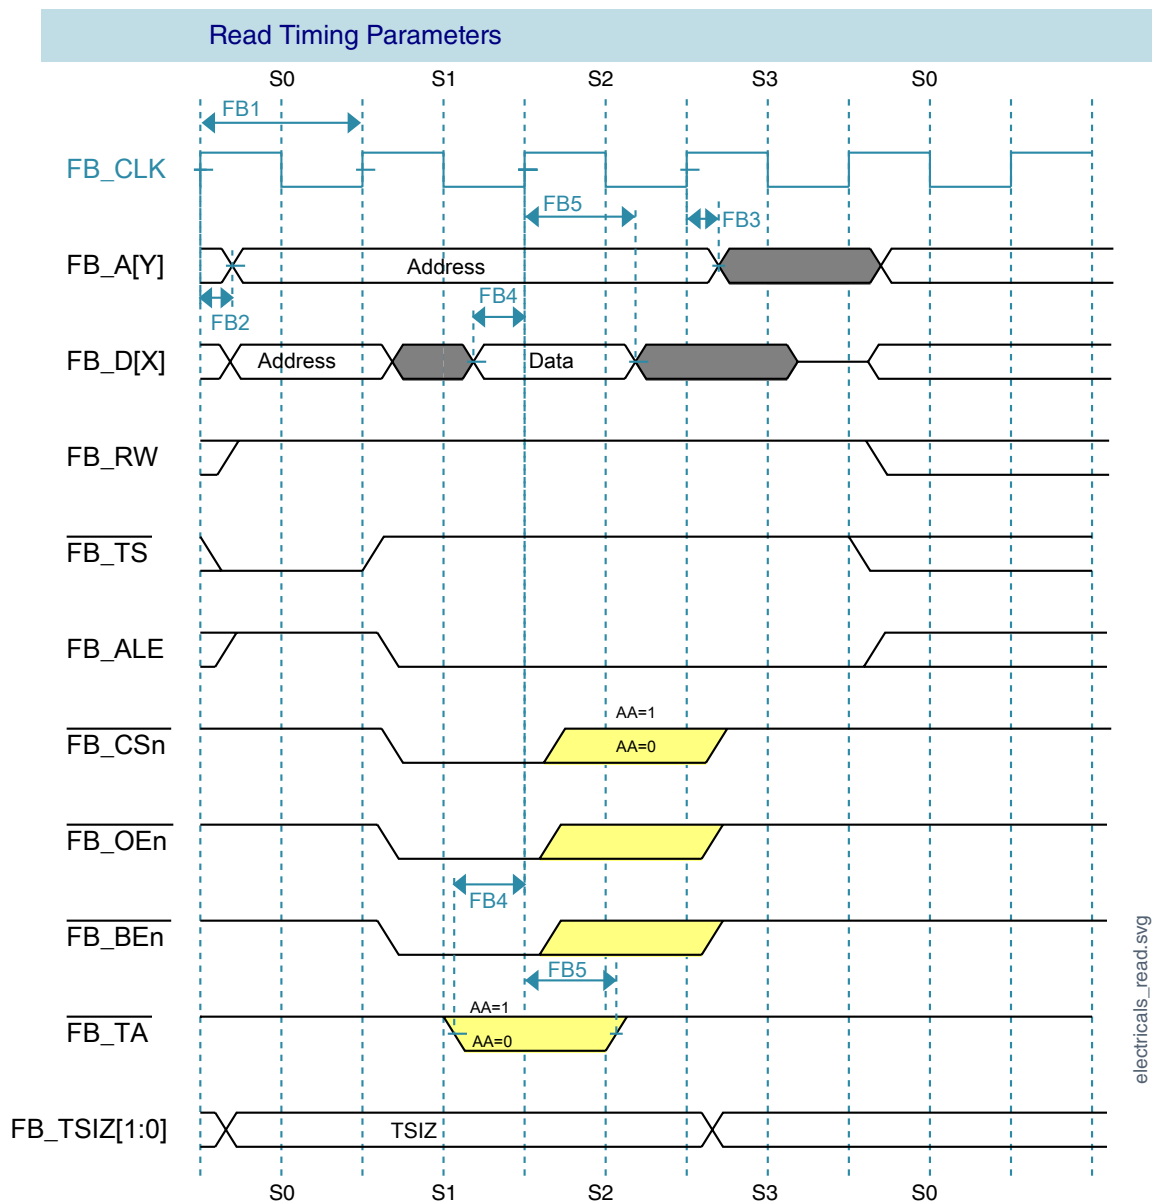 Read Timing Parameters
S0 S1 S2 S3 S0
FB1
FB_CLK
FB5 FB3
FB_A[Y] Address
FB2 FB4
FB_D[X] Address Data
FB_RW
FB_TS
FB_ALE
AA=1
FB_CSn AA=0
FB_OEn
FB4
FB_BEn
FB5
AA=1
FB_TA AA=0
FB_TSIZ[1:0] TSIZ
S0 S1 S2 S3 S0
electricals_read.svg